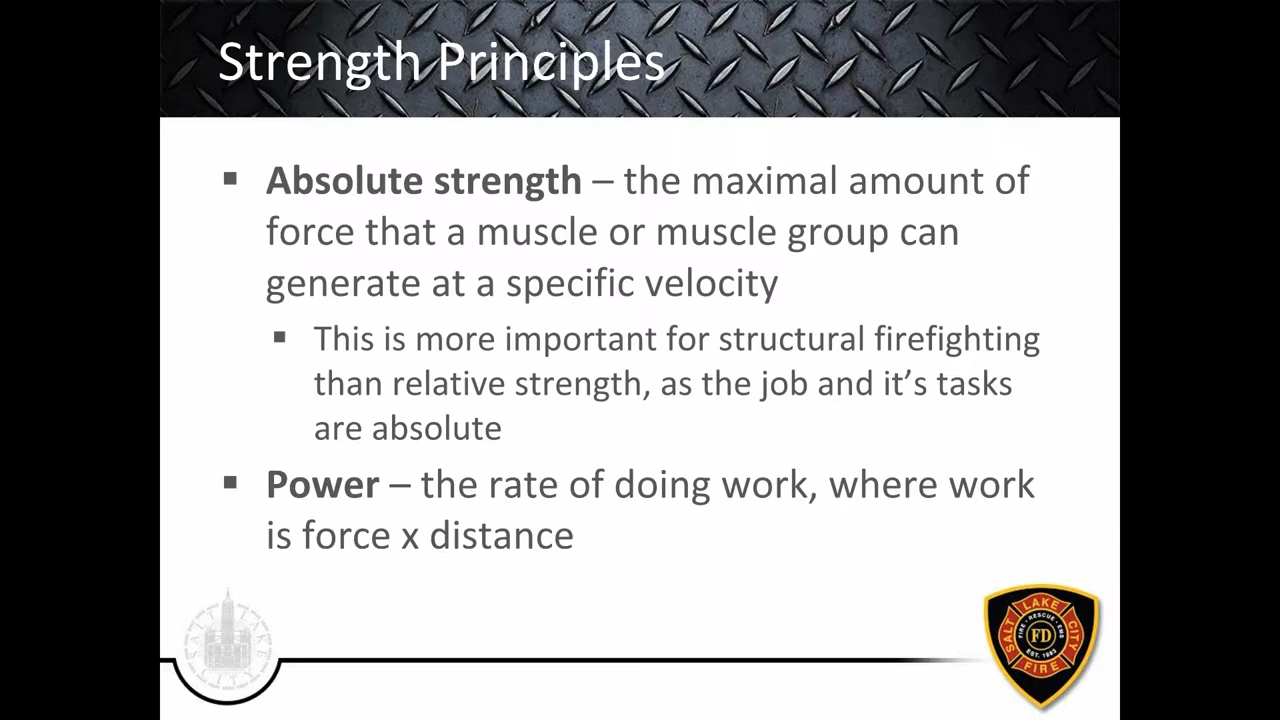 Strength Principles
▪ Absolute strength – the maximal amount of
force that a muscle or muscle group can
generate at a specific velocity
▪ This is more important for structural firefighting
than relative strength, as the job and it’s tasks
are absolute
▪ Power – the rate of doing work, where work
is force x distance
SALT LAKE CITY
SALT LAKE CITY
FIRE • RESCUE • EMS
FD
EST. 1883
FIRE